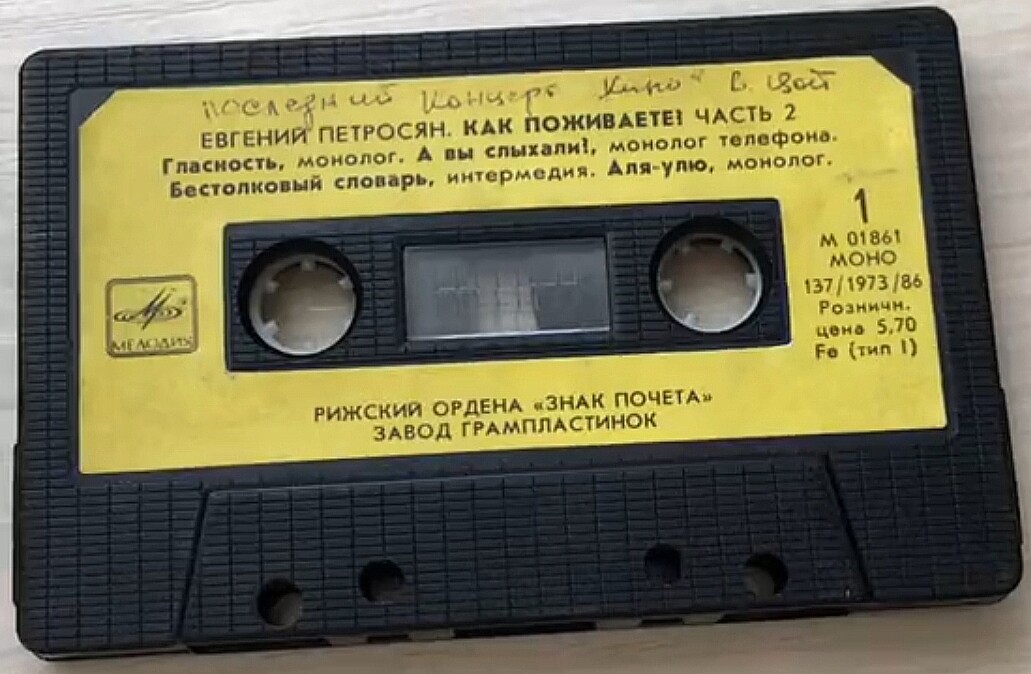 последний концерт "Кино" В. Цой
ЕВГЕНИЙ ПЕТРОСЯН. КАК ПОЖИВАЕТЕ? ЧАСТЬ 2
Гласность, монолог. А вы слыхали?, монолог телефона.
Бестолковый словарь, интермедия. Аля-улю, монолог.
1
М 01861
МОНО
137/1973/86
Розничн.
цена 5,70
Fe (тип I)
МЕЛОДИЯ
РИЖСКИЙ ОРДЕНА «ЗНАК ПОЧЕТА»
ЗАВОД ГРАМПЛАСТИНОК